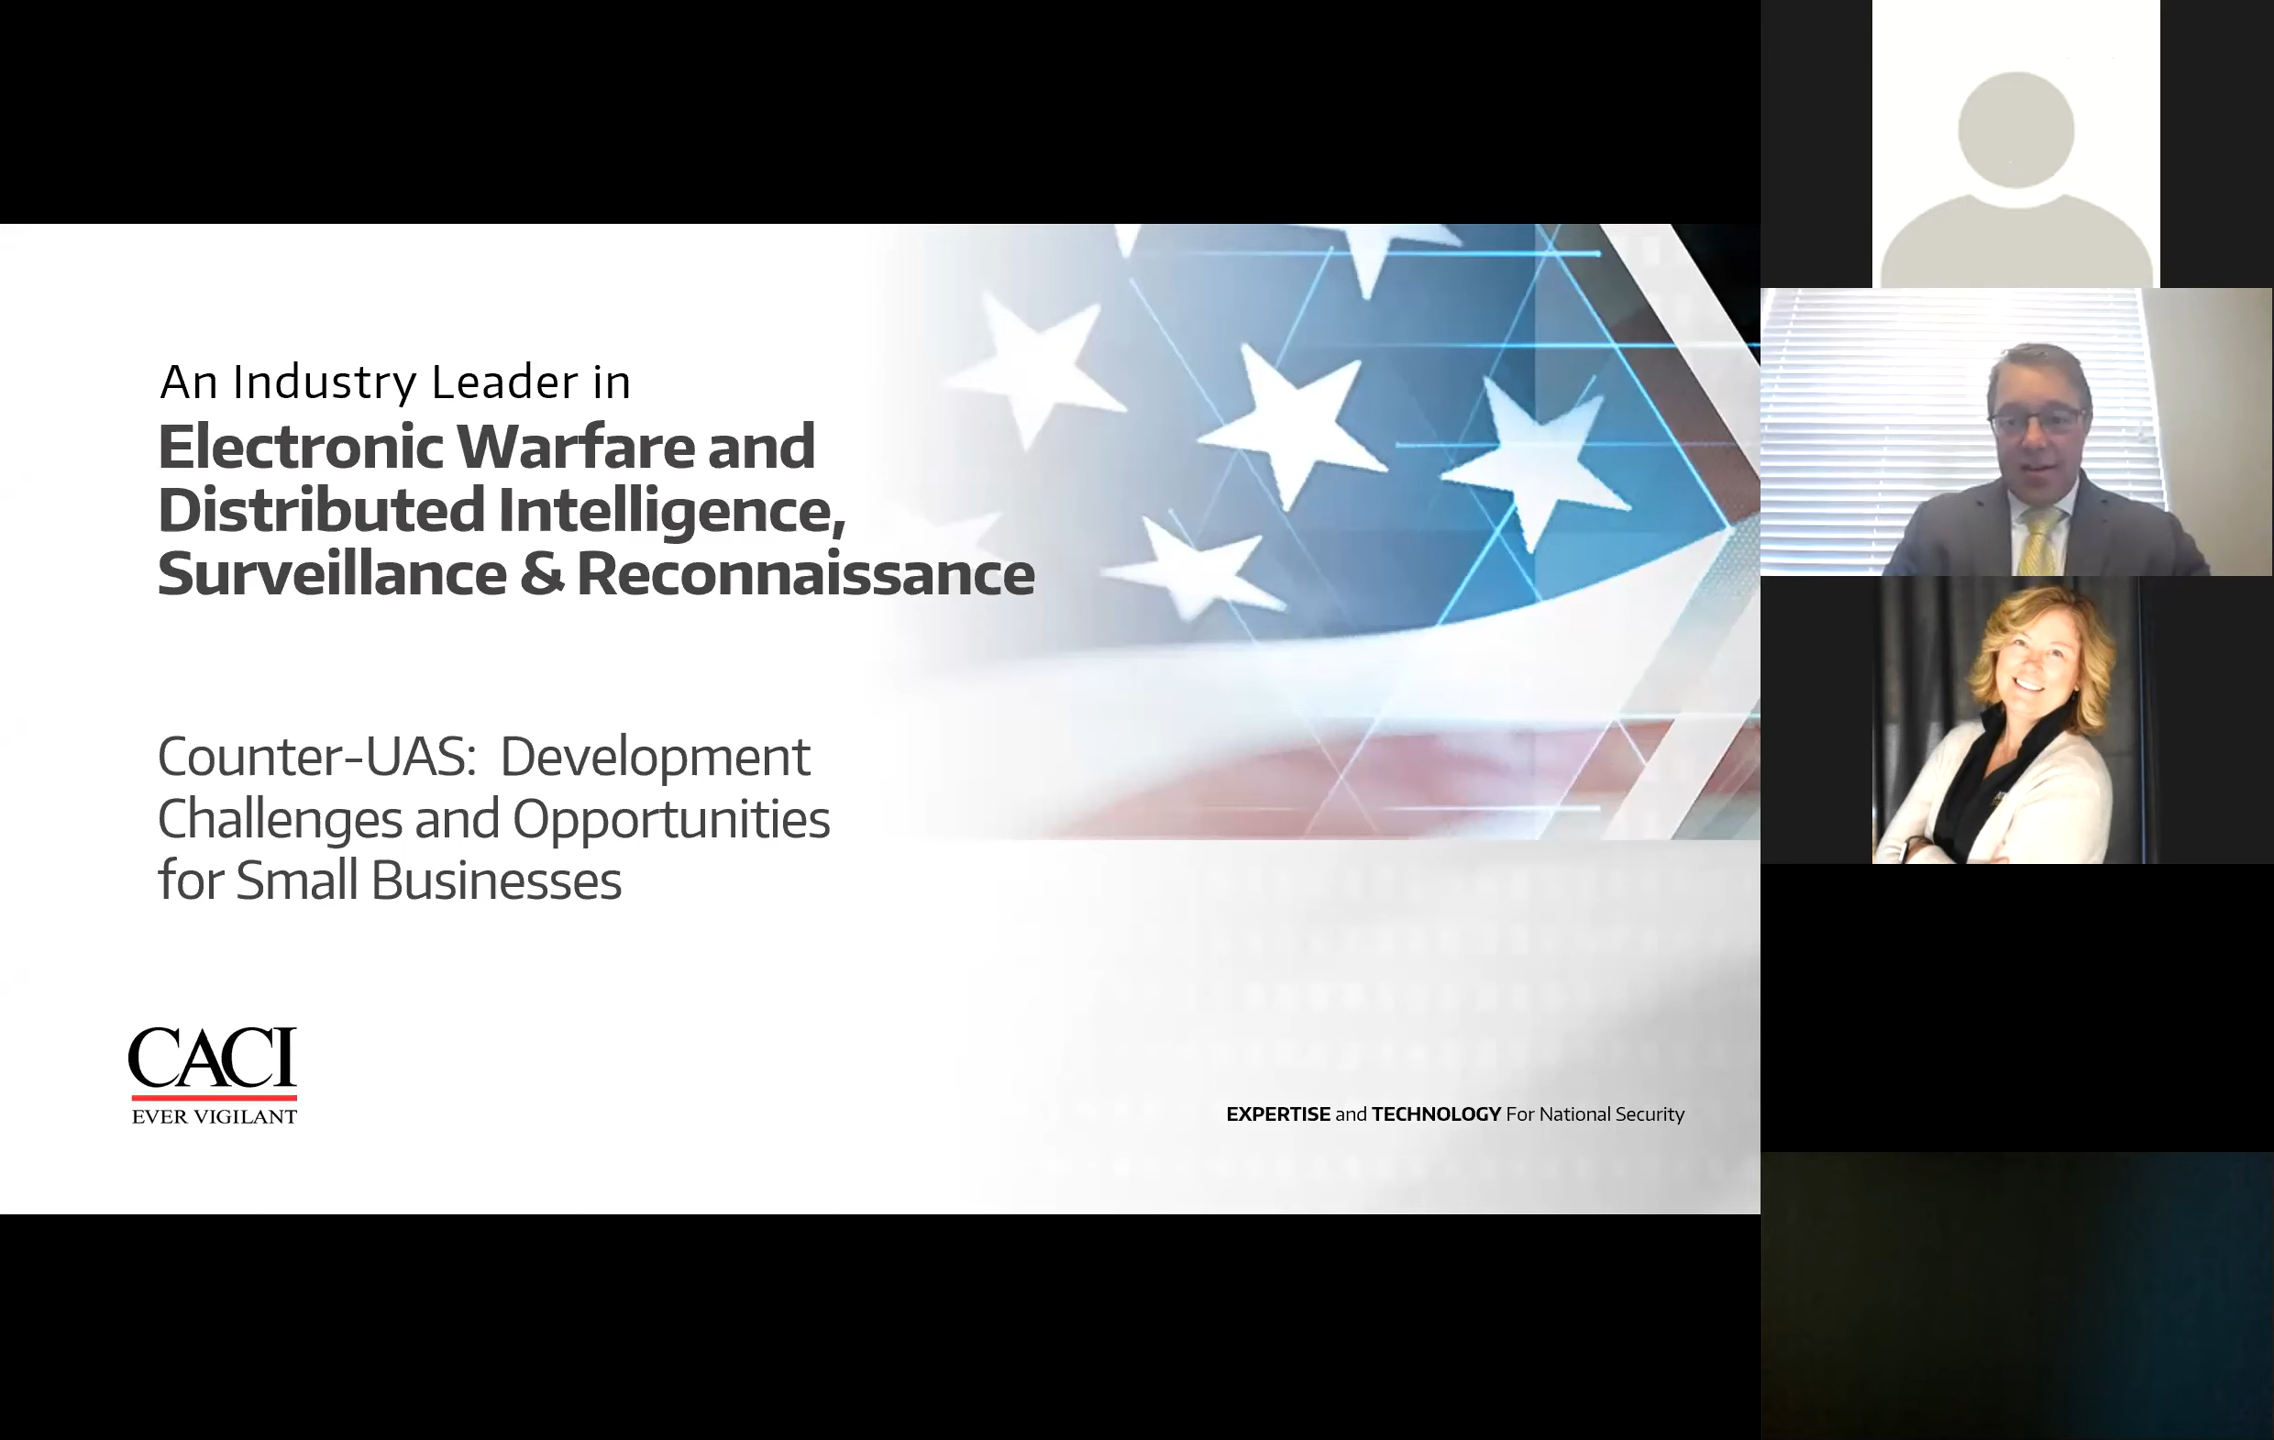 An Industry Leader in
Electronic Warfare and
Distributed Intelligence,
Surveillance & Reconnaissance
Counter-UAS: Development
Challenges and Opportunities
for Small Businesses
CACI
EVER VIGILANT
EXPERTISE and TECHNOLOGY For National Security